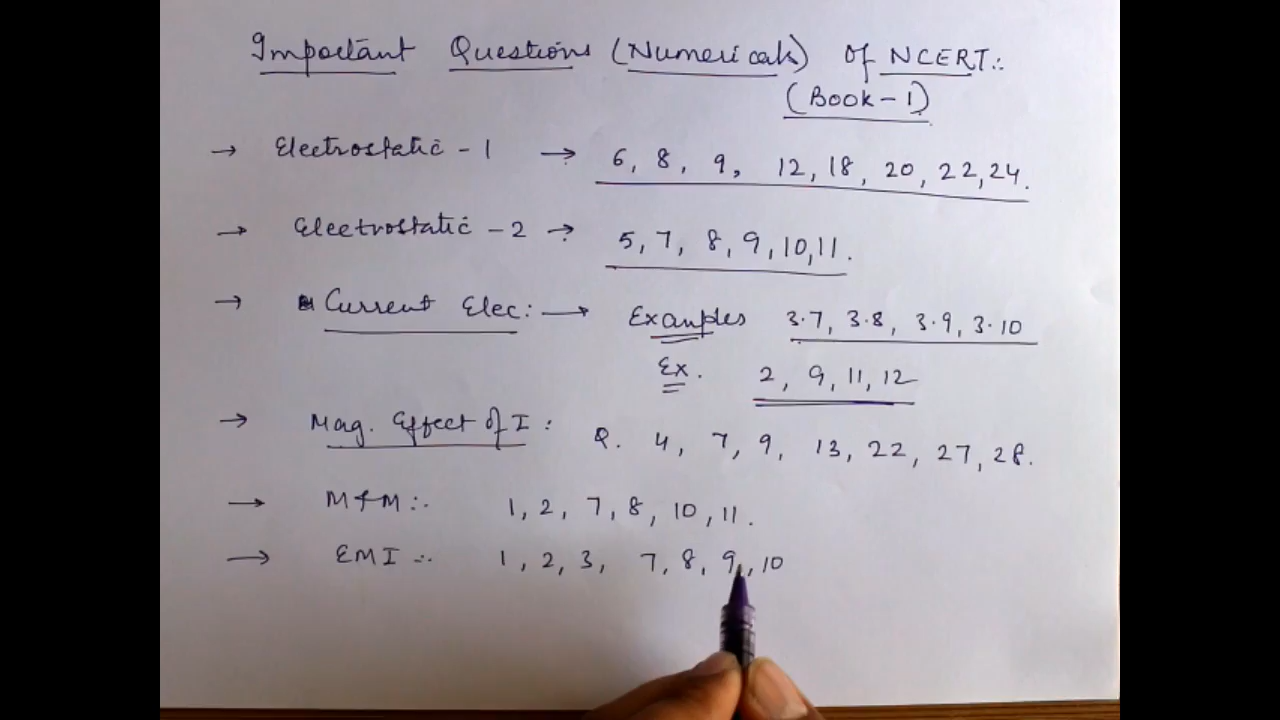 Important Questions (Numericals) Of NCERT:.
(Book-1)
→ Electrostatic - 1 → 6, 8, 9, 12, 18, 20, 22, 24.
→ Electrostatic - 2 → 5, 7, 8, 9, 10, 11.
→ Current Elec: → Examples 3.7, 3.8, 3.9, 3.10
Ex. 2, 9, 11, 12
→ Mag. Effect of I : Q. 4, 7, 9, 13, 22, 27, 28.
→ M & M :. 1, 2, 7, 8, 10, 11.
→ EMI :. 1, 2, 3, 7, 8, 9, 10